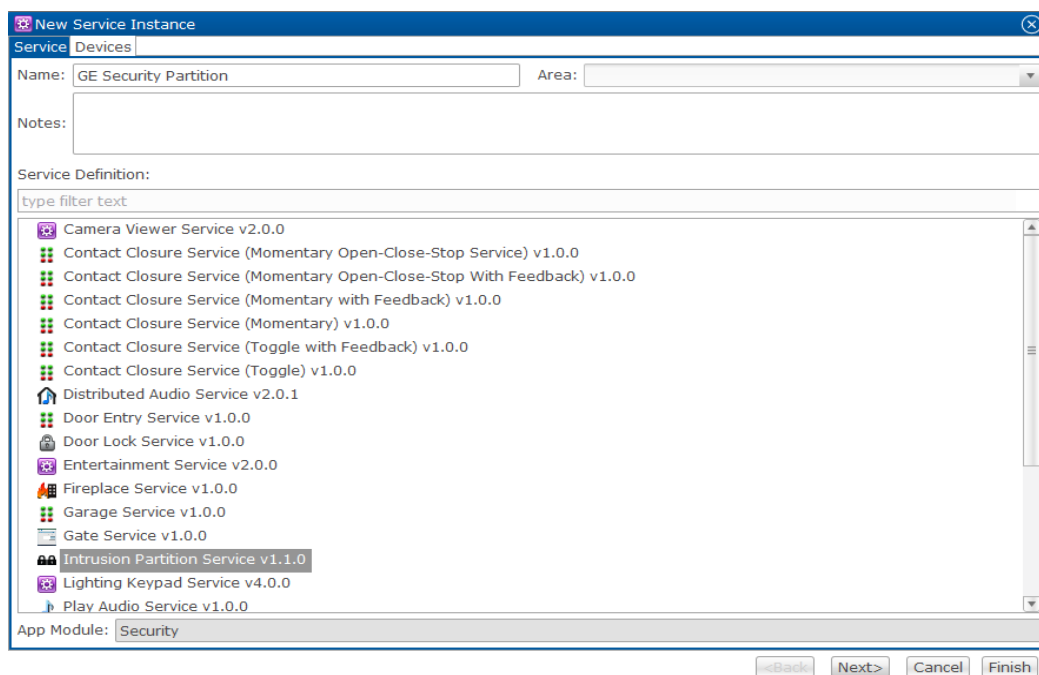 New Service Instance
Service Devices
Name: GE Security Partition Area:
Notes:
Service Definition:
type filter text
Camera Viewer Service v2.0.0
Contact Closure Service (Momentary Open-Close-Stop Service) v1.0.0
Contact Closure Service (Momentary Open-Close-Stop With Feedback) v1.0.0
Contact Closure Service (Momentary with Feedback) v1.0.0
Contact Closure Service (Momentary) v1.0.0
Contact Closure Service (Toggle with Feedback) v1.0.0
Contact Closure Service (Toggle) v1.0.0
Distributed Audio Service v2.0.1
Door Entry Service v1.0.0
Door Lock Service v1.0.0
Entertainment Service v2.0.0
Fireplace Service v1.0.0
Garage Service v1.0.0
Gate Service v1.0.0
Intrusion Partition Service v1.1.0
Lighting Keypad Service v4.0.0
Play Audio Service v1.0.0
App Module: Security
<Back Next> Cancel Finish